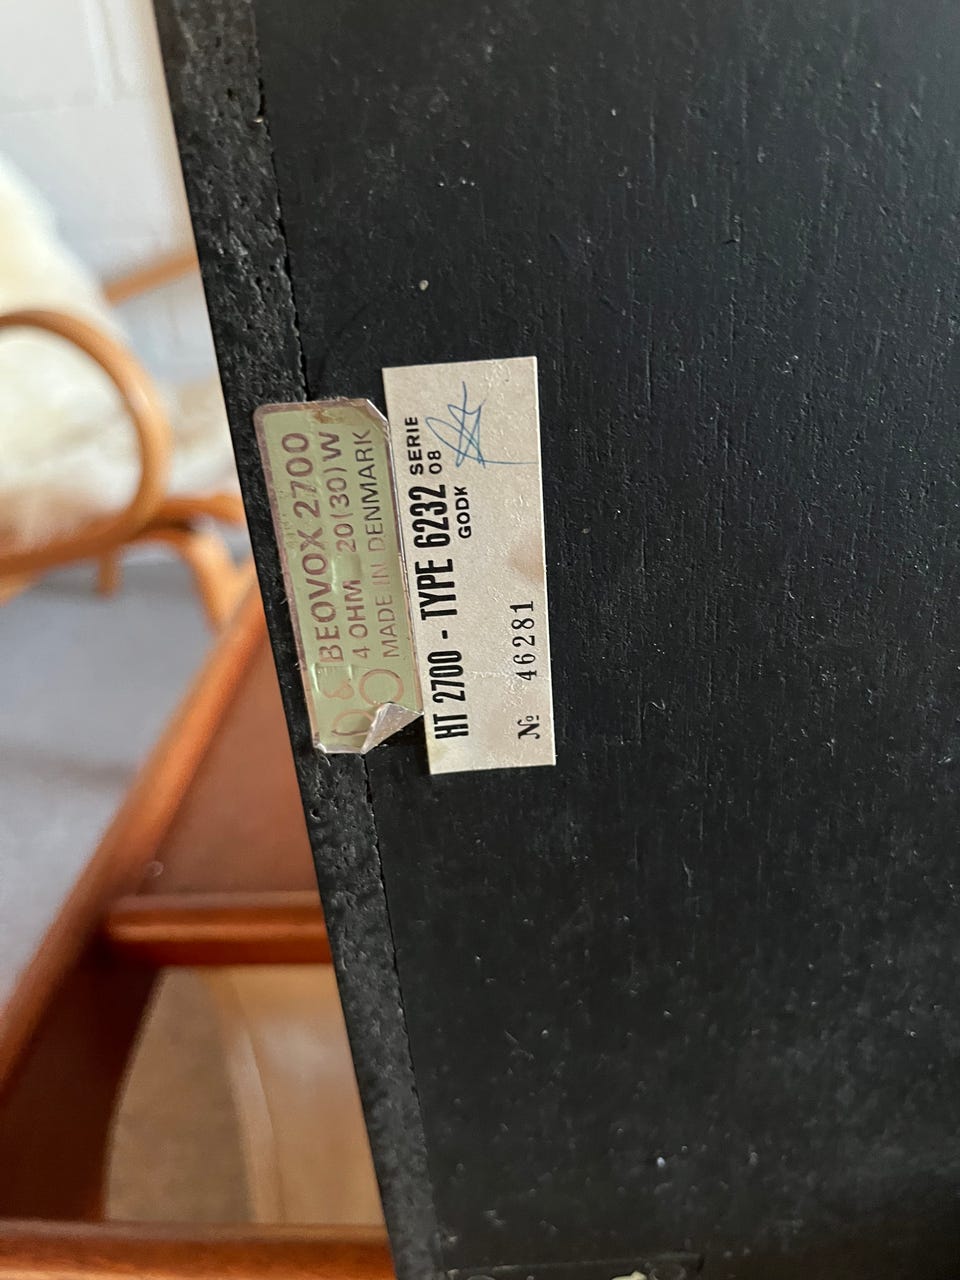 BEOVOX 2700
4 OHM 20(30)W
MADE IN DENMARK
HT 2700 - TYPE 6232 SERIE
GODK 08
№ 46281